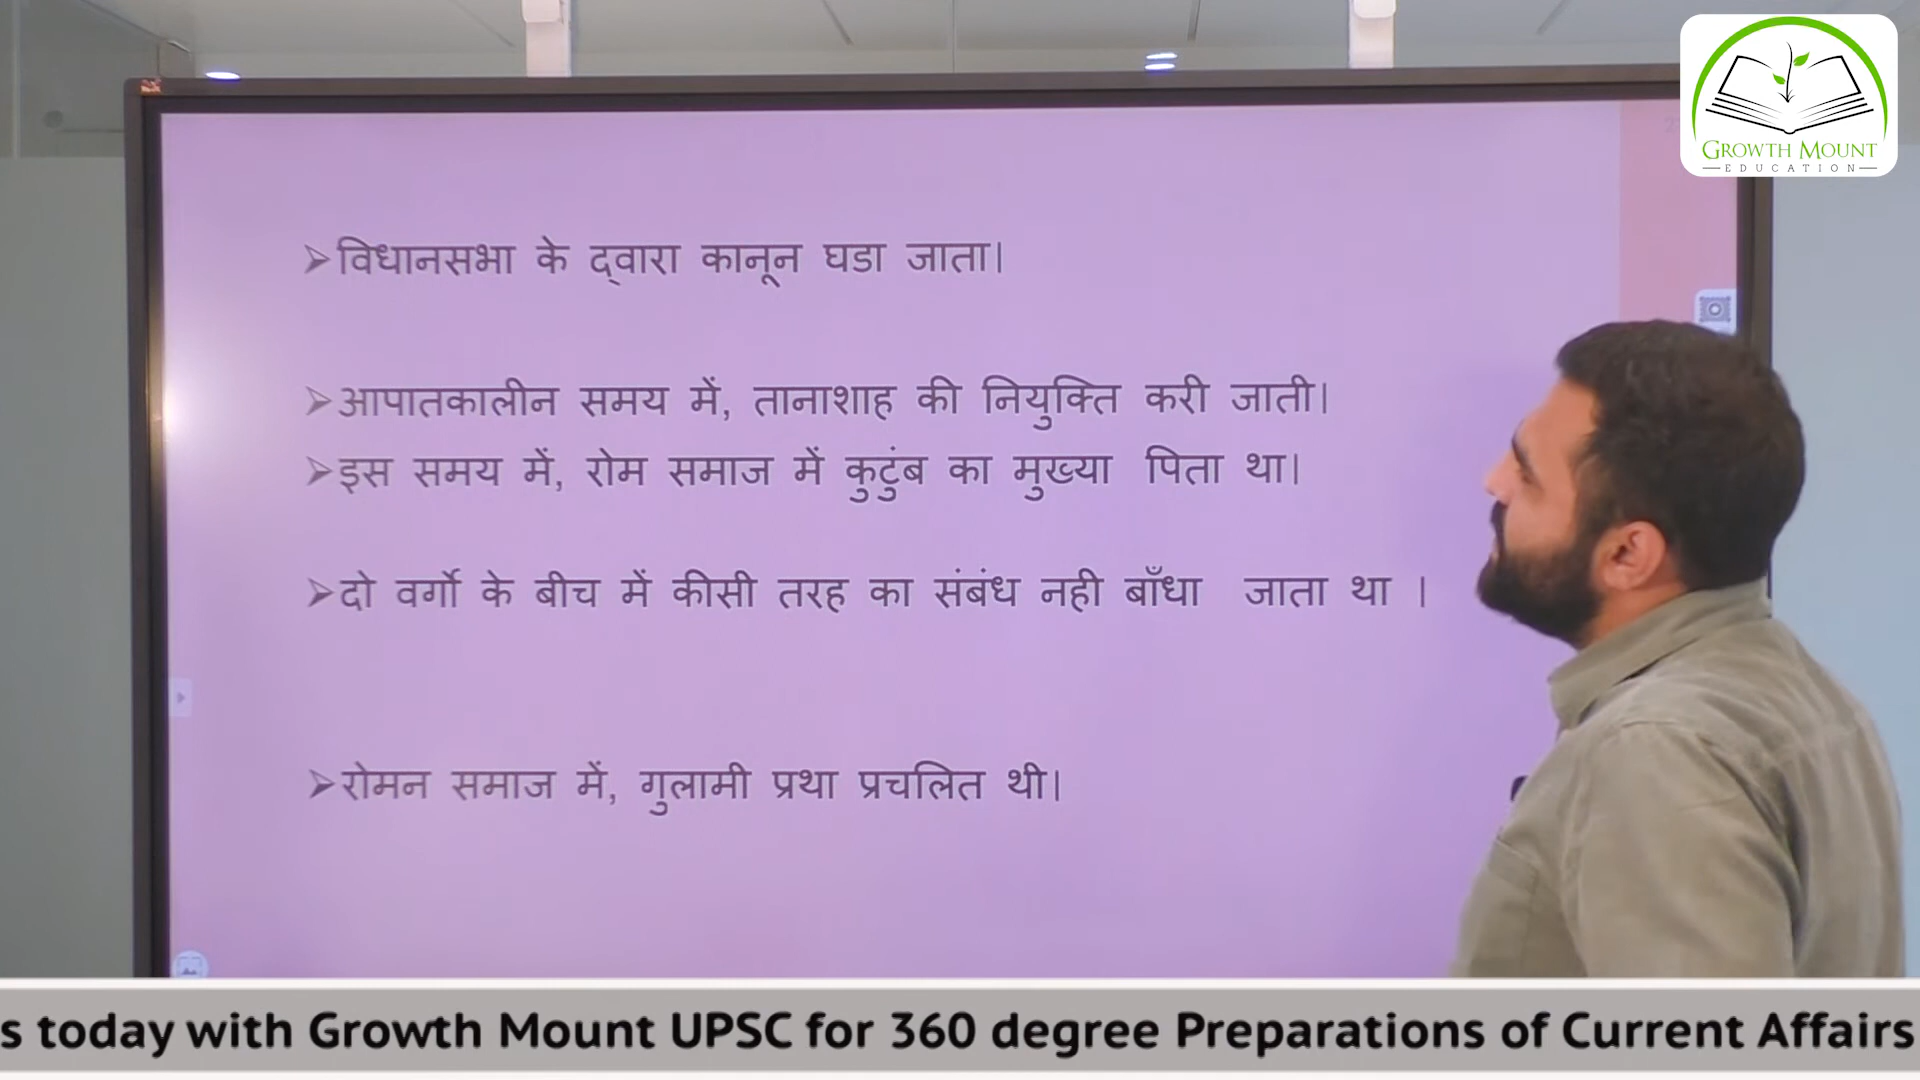 GROWTH MOUNT
EDUCATION
➢विधानसभा के द्वारा कानून घडा जाता।
➢आपातकालीन समय में, तानाशाह की नियुक्ति करी जाती।
➢इस समय में, रोम समाज में कुटुंब का मुख्या पिता था।
➢दो वर्गो के बीच में कीसी तरह का संबंध नही बाँधा जाता था ।
➢रोमन समाज में, गुलामी प्रथा प्रचलित थी।
s today with Growth Mount UPSC for 360 degree Preparations of Current Affairs